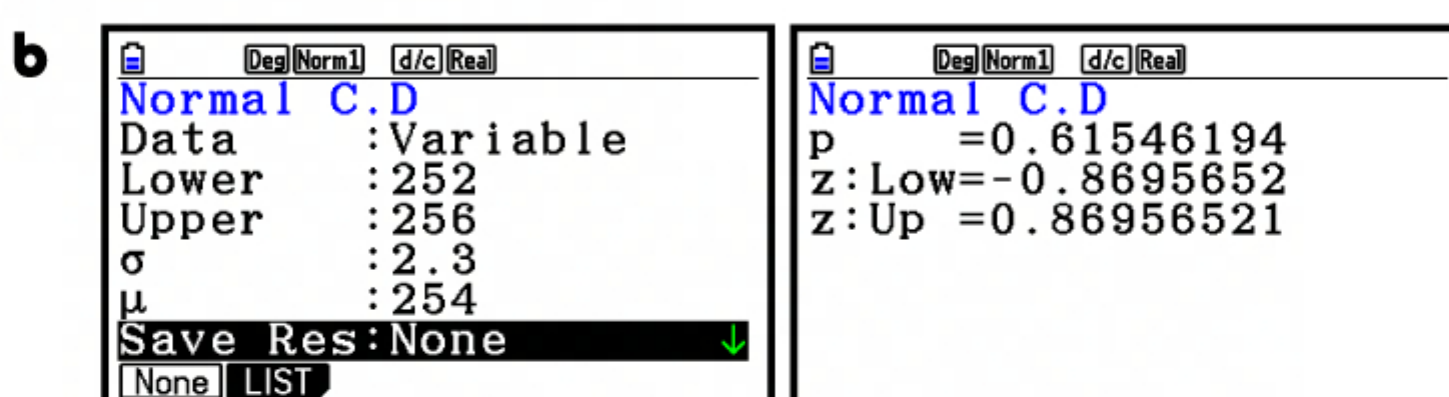 b
Deg Norm1 d/c Real
Normal C.D
Data :Variable
Lower :252
Upper :256
σ :2.3
μ :254
Save Res:None ↓
None LIST
Deg Norm1 d/c Real
Normal C.D
p =0.61546194
z:Low=-0.8695652
z:Up =0.86956521